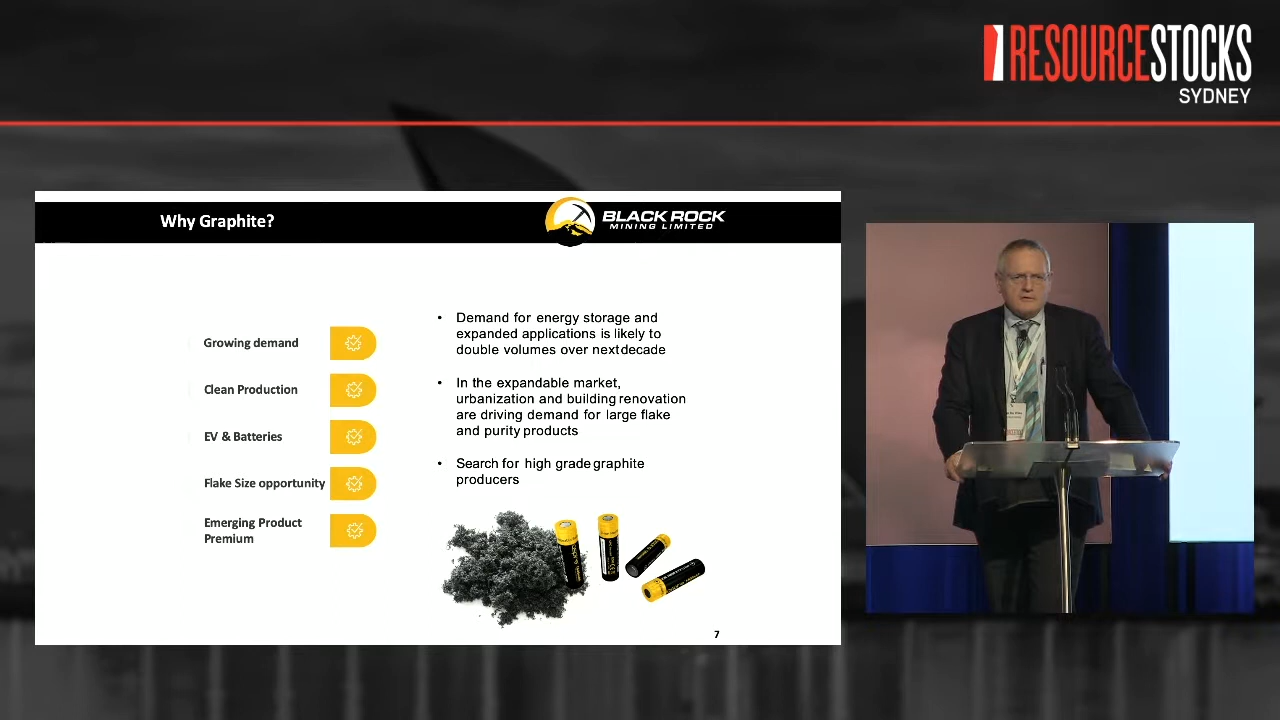 RESOURCESTOCKS
SYDNEY
Why Graphite?
BLACK ROCK
MINING LIMITED
Growing demand
Clean Production
EV & Batteries
Flake Size opportunity
Emerging Product
Premium
• Demand for energy storage and
expanded applications is likely to
double volumes over next decade
• In the expandable market,
urbanization and building renovation
are driving demand for large flake
and purity products
• Search for high grade graphite
producers
BLACK
7